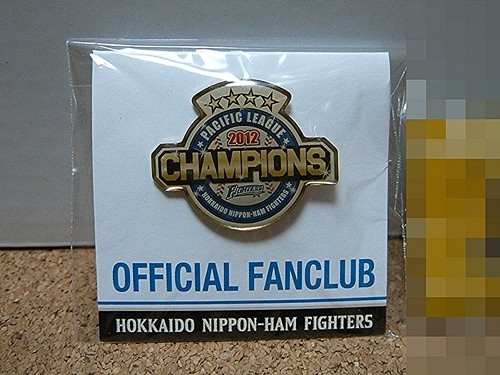 PACIFIC LEAGUE
2012
CHAMPIONS
FIGHTERS
HOKKAIDO NIPPON-HAM FIGHTERS
OFFICIAL FANCLUB
HOKKAIDO NIPPON-HAM FIGHTERS